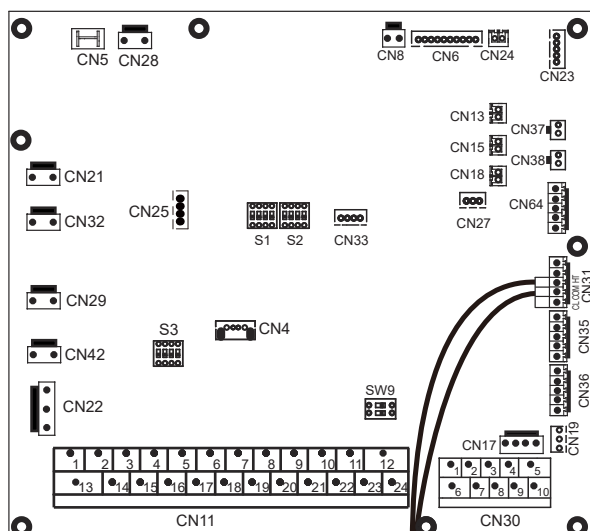 CN5
CN28
CN8
CN6
CN24
CN23
CN13
CN37
CN15
CN38
CN18
CN21
CN25
CN27
CN64
CN32
S1 S2
CN33
CL COM HT
CN31
CN29
S3
CN4
CN35
CN42
CN36
CN22
SW9
CN17
CN19
1 2 3 4 5 6 7 8 9 10 11 12
13 14 15 16 17 18 19 20 21 22 23 24
1 2 3 4 5
6 7 8 9 10
CN11
CN30